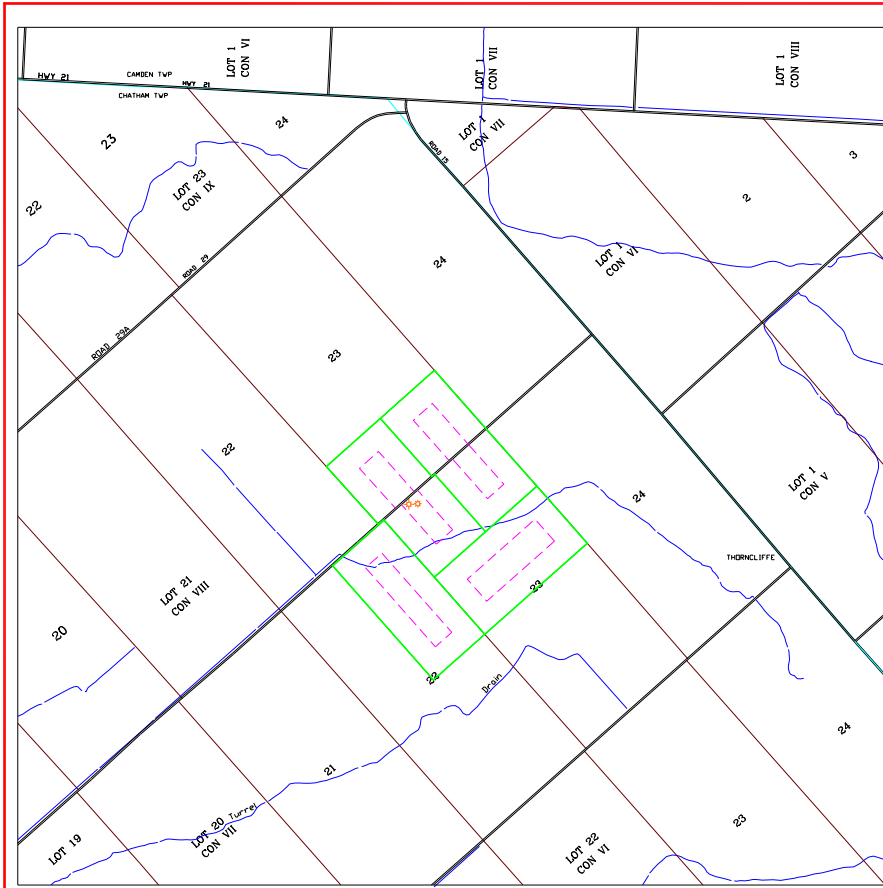 HWY 21
CAMDEN TWP
HWY 21
CHATHAM TWP
LOT 1
CON VI
LOT 1
CON VII
LOT 1
CON VIII
23
24
LOT 1
CON VII
ROAD 15
3
22
LOT 23
CON IX
2
ROAD 29
24
LOT 1
CON VI
ROAD 29A
23
22
LOT 1
CON V
24
THORNCLIFFE
LOT 21
CON VIII
23
20
22
Drain
21
24
Turrel
LOT 20
CON VII
23
LOT 19
LOT 22
CON VI